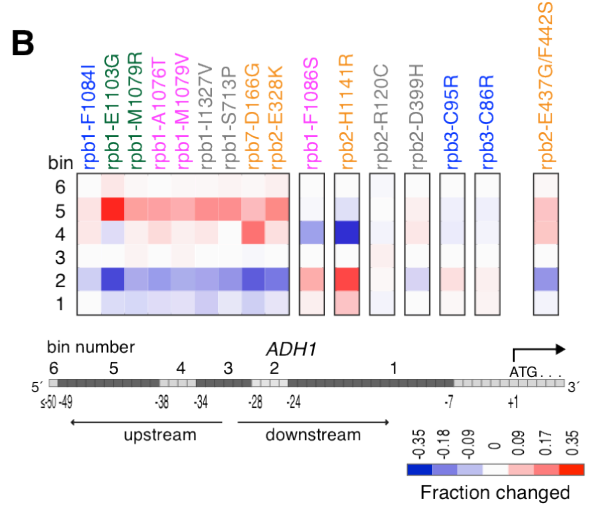 B
rpb1-F1084I
rpb1-E1103G
rpb1-M1079R
rpb1-A1076T
rpb1-M1079V
rpb1-I1327V
rpb1-S713P
rpb7-D166G
rpb2-E328K
rpb1-F1086S
rpb2-H1141R
rpb2-R120C
rpb2-D399H
rpb3-C95R
rpb3-C86R
rpb2-E437G/F442S
bin
6
5
4
3
2
1
bin number
ADH1
6 5 4 3 2 1
ATG...
5′ 3′
≤-50 -49 -38 -34 -28 -24 -7 +1
upstream downstream
-0.35 -0.18 -0.09 0 0.09 0.17 0.35
Fraction changed